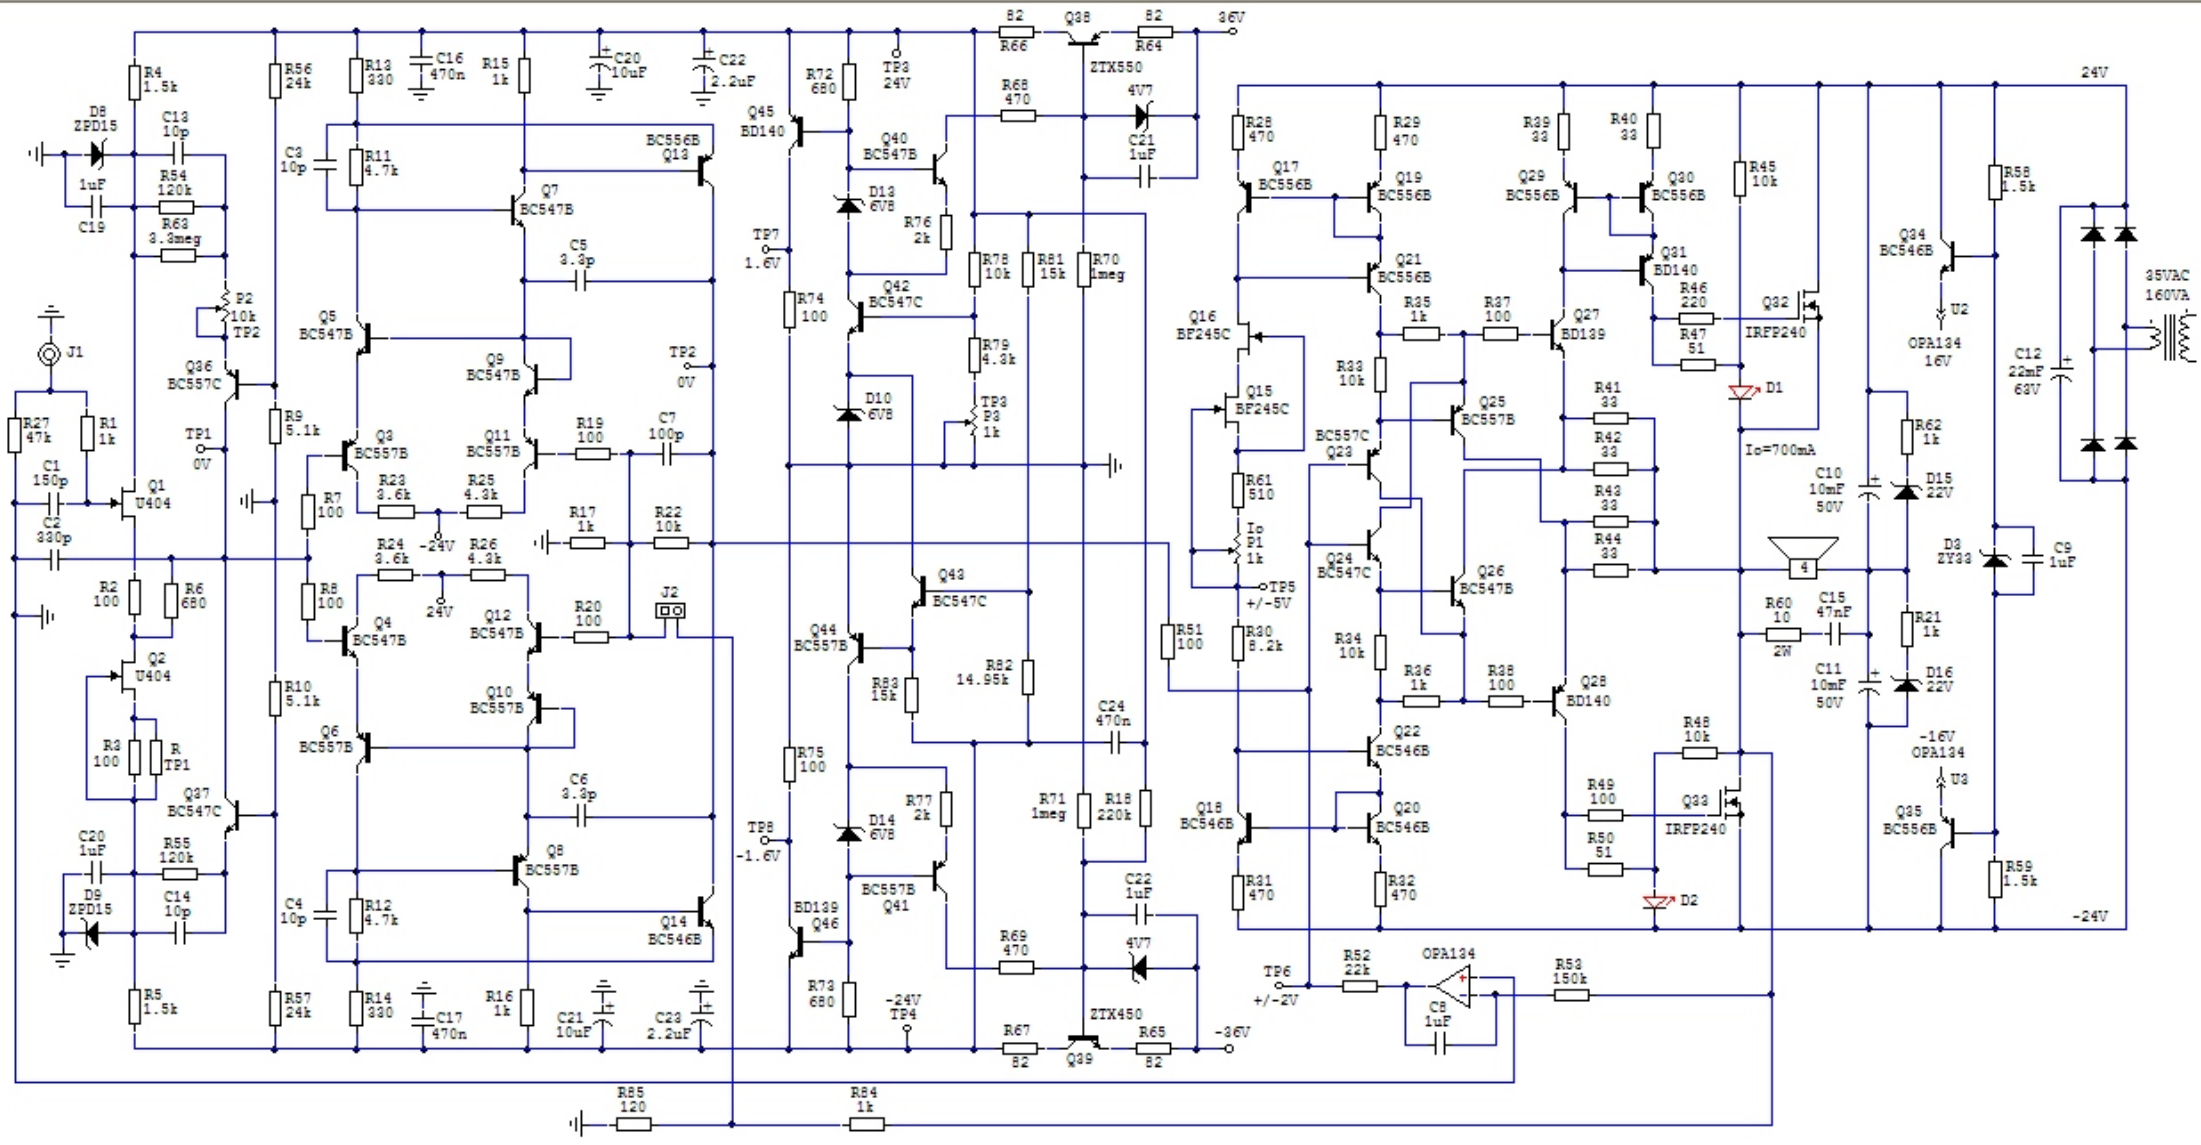 R4
1.5k
R56
24k
R13
330
C16
470n
R15
1k
C20
10uF
C22
2.2uF
R72
680
TP3
24V
82
R66
Q38
82
R64
36V
ZTX550
D8
ZPD15
C13
10p
1uF
C19
R54
120k
R63
3.3meg
C3
10p
R11
4.7k
BC556B
Q13
Q7
BC547B
C5
3.3p
Q45
BD140
Q40
BC547B
R68
470
4V7
C21
1uF
D13
6V8
R76
2k
TP7
1.6V
R78
10k
R81
15k
R70
1meg
R74
100
Q42
BC547C
R79
4.3k
TP3
P3
1k
P2
10k
TP2
J1
Q36
BC557C
Q5
BC547B
Q9
BC547B
TP2
0V
D10
6V8
R27
47k
R1
1k
R9
5.1k
TP1
0V
Q3
BC557B
Q11
BC557B
R19
100
C7
100p
C1
150p
Q1
U404
C2
330p
R7
100
R23
3.6k
R25
4.3k
-24V
R17
1k
R22
10k
R24
3.6k
R26
4.3k
24V
R2
100
R6
680
R8
100
Q4
BC547B
Q12
BC547B
R20
100
J2
Q43
BC547C
Q44
BC557B
R83
15k
R82
14.95k
R51
100
Q2
U404
R10
5.1k
Q10
BC557B
Q6
BC557B
R3
100
R
TP1
R75
100
C24
470n
Q37
BC547C
C6
3.3p
R77
2k
R71
1meg
R18
220k
TP8
-1.6V
D14
6V8
C20
1uF
R55
120k
D9
ZPD15
C14
10p
Q8
BC557B
C4
10p
R12
4.7k
Q14
BC546B
BC557B
Q41
BD139
Q46
C22
1uF
4V7
R69
470
R5
1.5k
R57
24k
R14
330
C17
470n
R16
1k
C21
10uF
C23
2.2uF
R73
680
-24V
TP4
R67
82
ZTX450
Q39
R65
82
-36V
R85
120
R84
1k
24V
R28
470
R29
470
R39
33
R40
33
R45
10k
R58
1.5k
Q17
BC556B
Q19
BC556B
Q29
BC556B
Q30
BC556B
Q34
BC546B
Q21
BC556B
Q31
BD140
R46
220
Q32
IRFP240
U2
OPA134
16V
35VAC
160VA
Q16
BF245C
R35
1k
R37
100
Q27
BD139
R47
51
C12
22mF
63V
R33
10k
Q15
BF245C
Q25
BC557B
R41
33
D1
R62
1k
Io=700mA
BC557C
Q23
R42
33
R61
510
C10
10mF
50V
D15
22V
R43
33
Io
P1
1k
Q24
BC547C
R44
33
4
D3
ZY33
C9
1uF
TP5
+/-5V
Q26
BC547B
R30
8.2k
R34
10k
R60
10
2W
C15
47nF
R21
1k
R36
1k
R38
100
Q28
BD140
C11
10mF
50V
D16
22V
R48
10k
Q22
BC546B
-16V
OPA134
U3
Q18
BC546B
Q20
BC546B
R49
100
Q33
IRFP240
Q35
BC556B
R50
51
R31
470
R32
470
D2
R59
1.5k
-24V
TP6
+/-2V
R52
22k
OPA134
C8
1uF
R53
150k